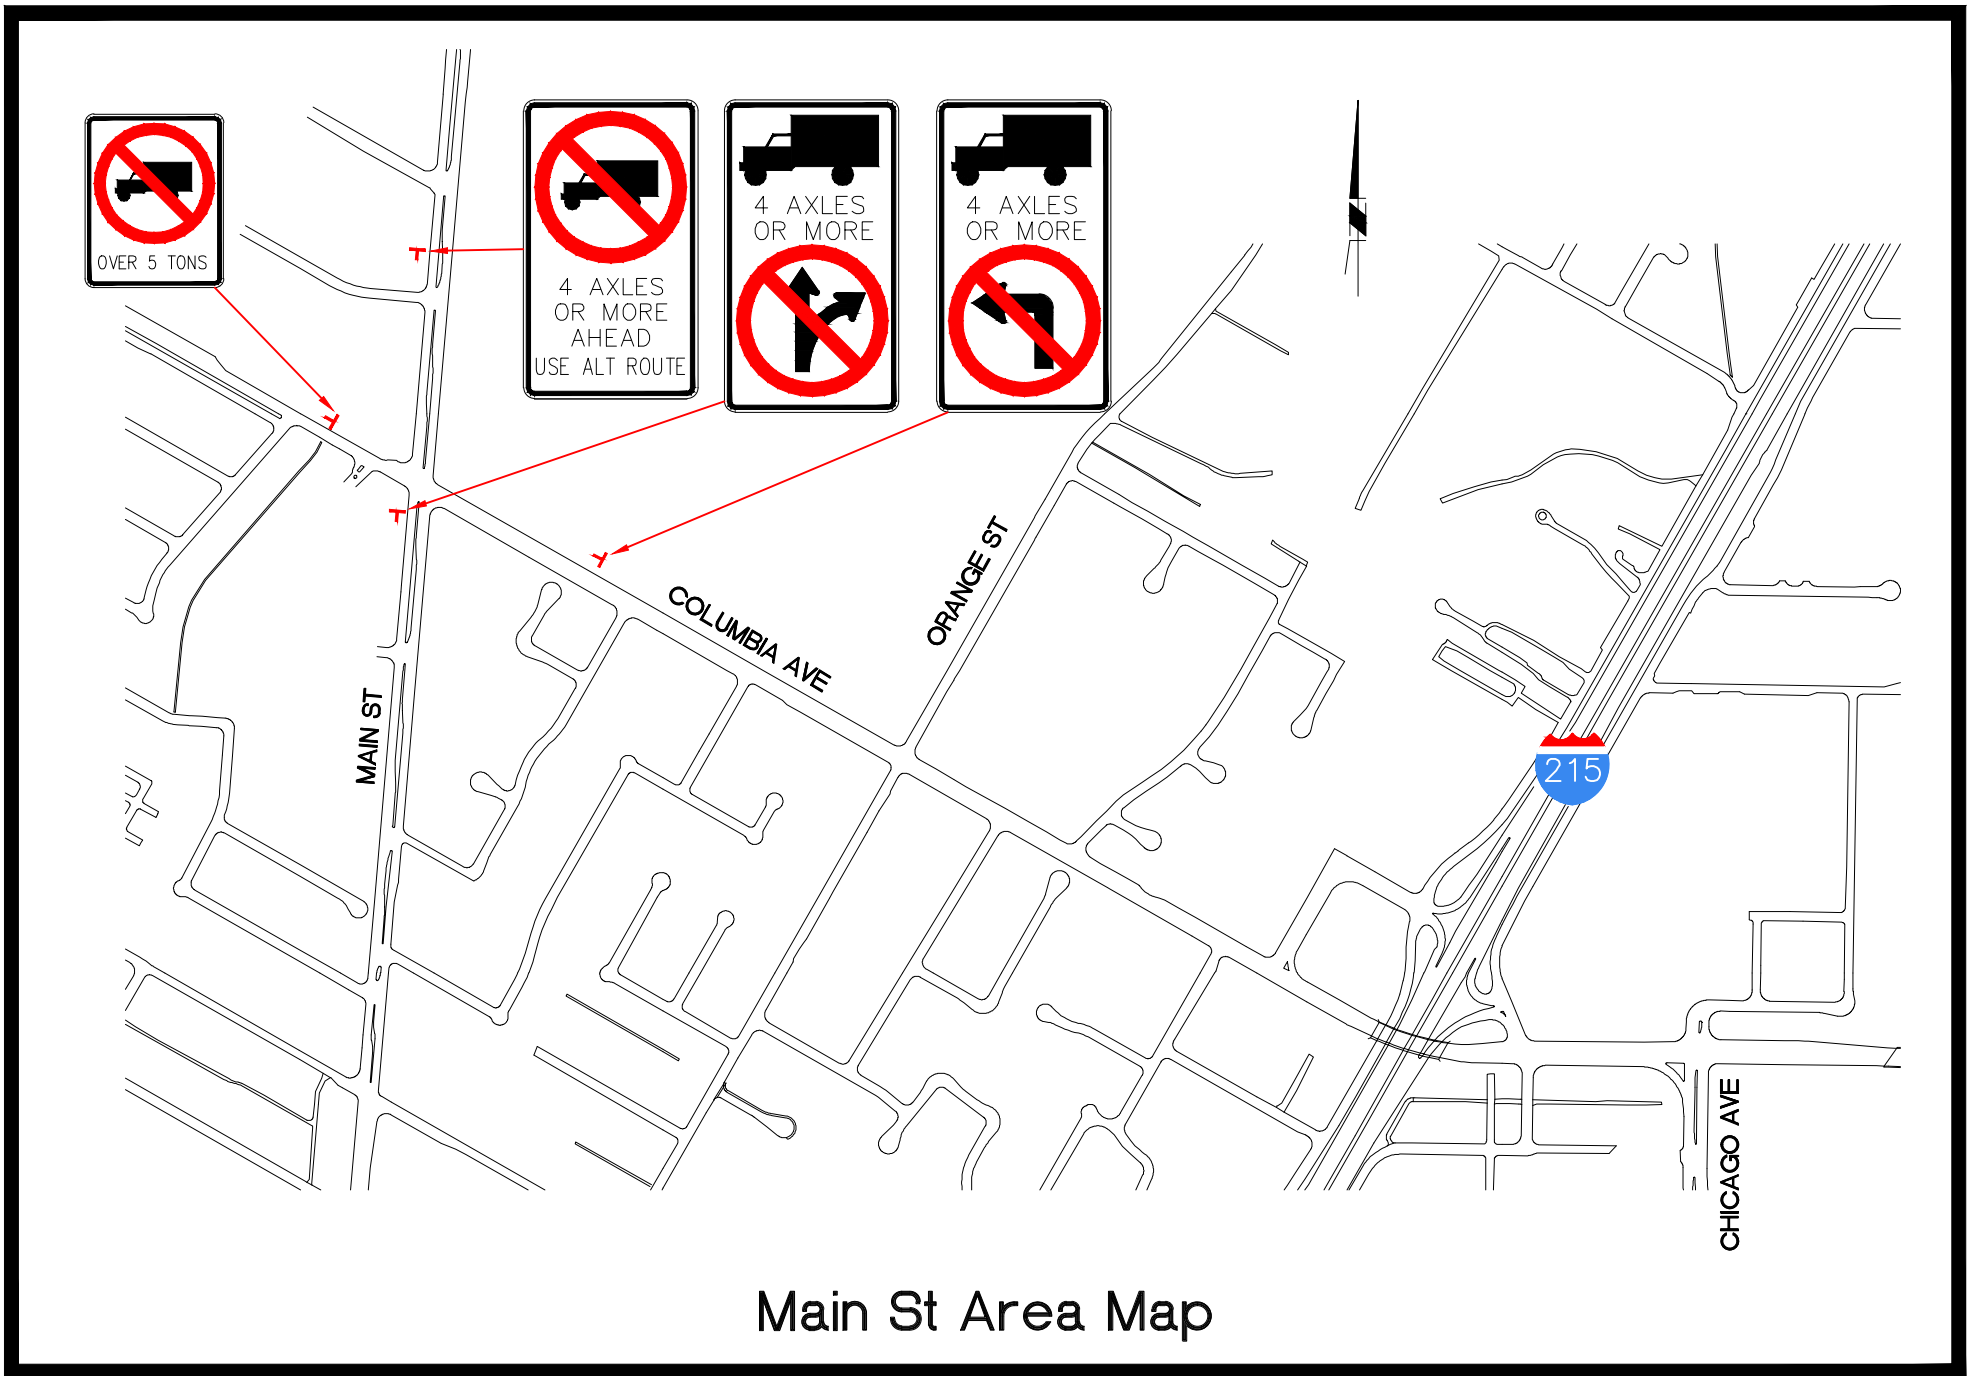 OVER 5 TONS
4 AXLES
OR MORE
AHEAD
USE ALT ROUTE
4 AXLES
OR MORE
4 AXLES
OR MORE
ORANGE ST
COLUMBIA AVE
MAIN ST
215
CHICAGO AVE
Main St Area Map